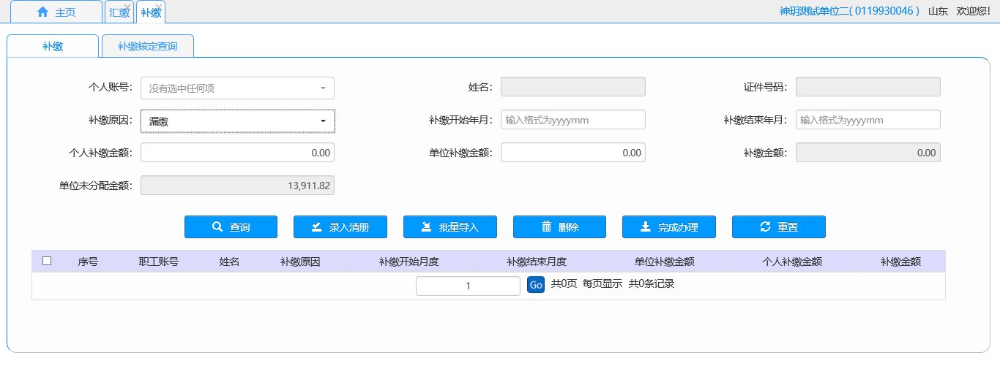 主页 汇缴 补缴 神玥测试单位二( 0119930046 ) 山东 欢迎您!
补缴 补缴核定查询
个人账号： 没有选中任何项 姓名： 证件号码：
补缴原因： 漏缴 补缴开始年月： 输入格式为yyyymm 补缴结束年月： 输入格式为yyyymm
个人补缴金额： 0.00 单位补缴金额： 0.00 补缴金额： 0.00
单位未分配金额： 13,911.82
查询 录入清册 批量导入 删除 完成办理 重置
序号 职工账号 姓名 补缴原因 补缴开始月度 补缴结束月度 单位补缴金额 个人补缴金额 补缴金额
1 Go 共0页 每页显示 共0条记录